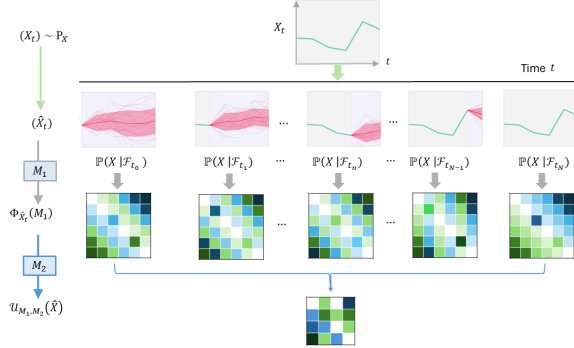 (X_t) ~ P_X
X_t
t
Time t
(X̂_t)
ℙ(X |ℱ_{t_0})
ℙ(X |ℱ_{t_1})
...
ℙ(X |ℱ_{t_n})
...
ℙ(X |ℱ_{t_{N-1}})
ℙ(X |ℱ_{t_N})
...
...
M_1
Φ_{X̂_t}(M_1)
...
...
M_2
𝒰_{M_1,M_2}(X̂)